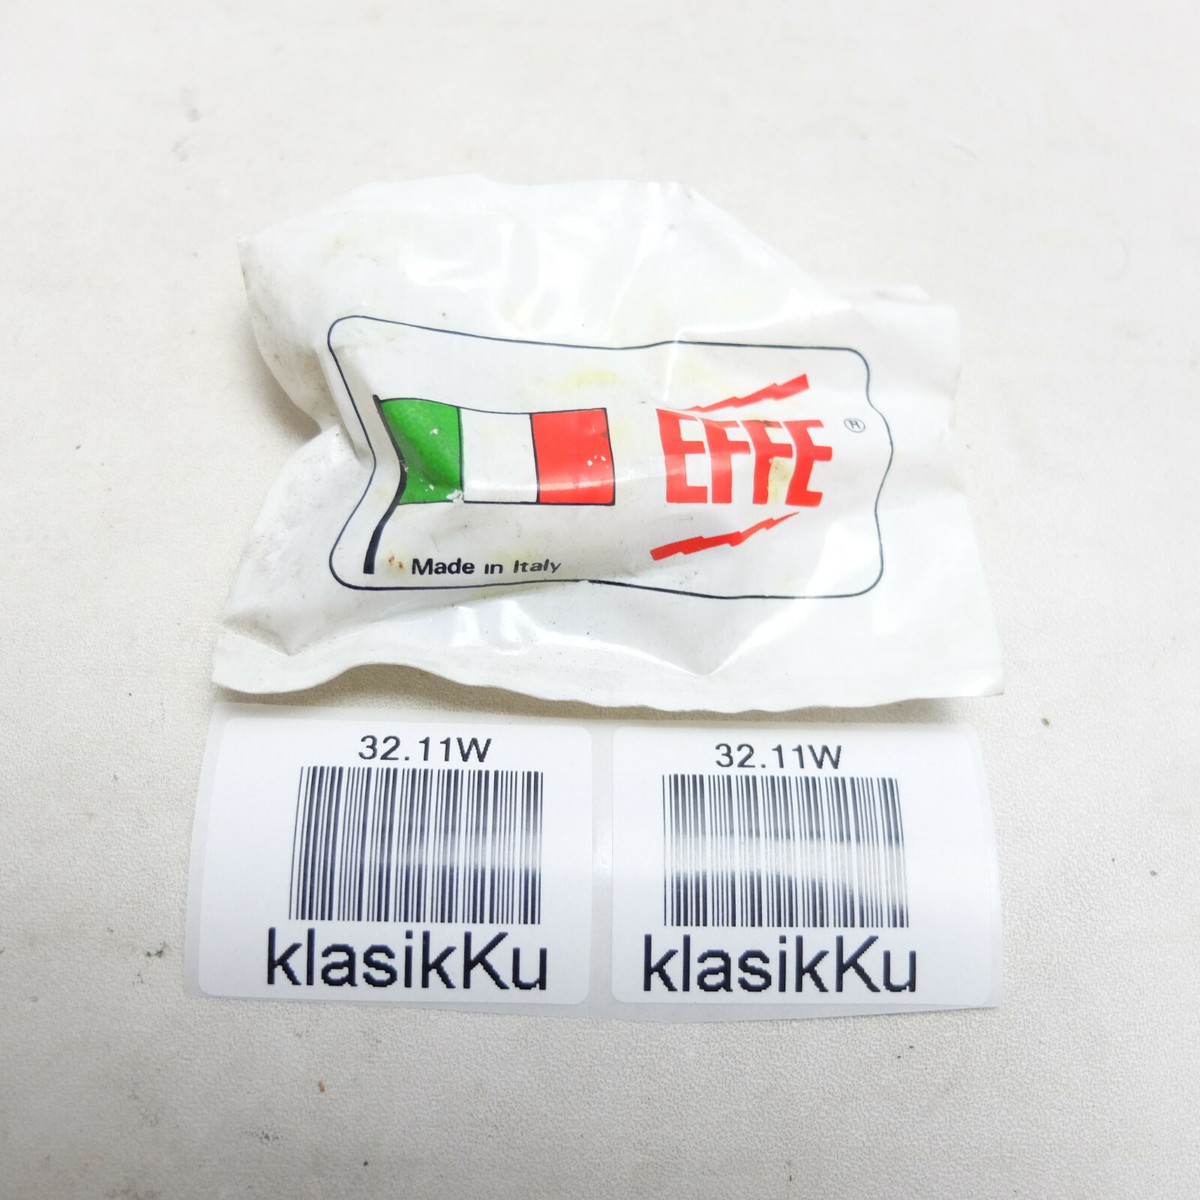 EFFE ®
Made in Italy
32.11W
klasikKu
32.11W
klasikKu